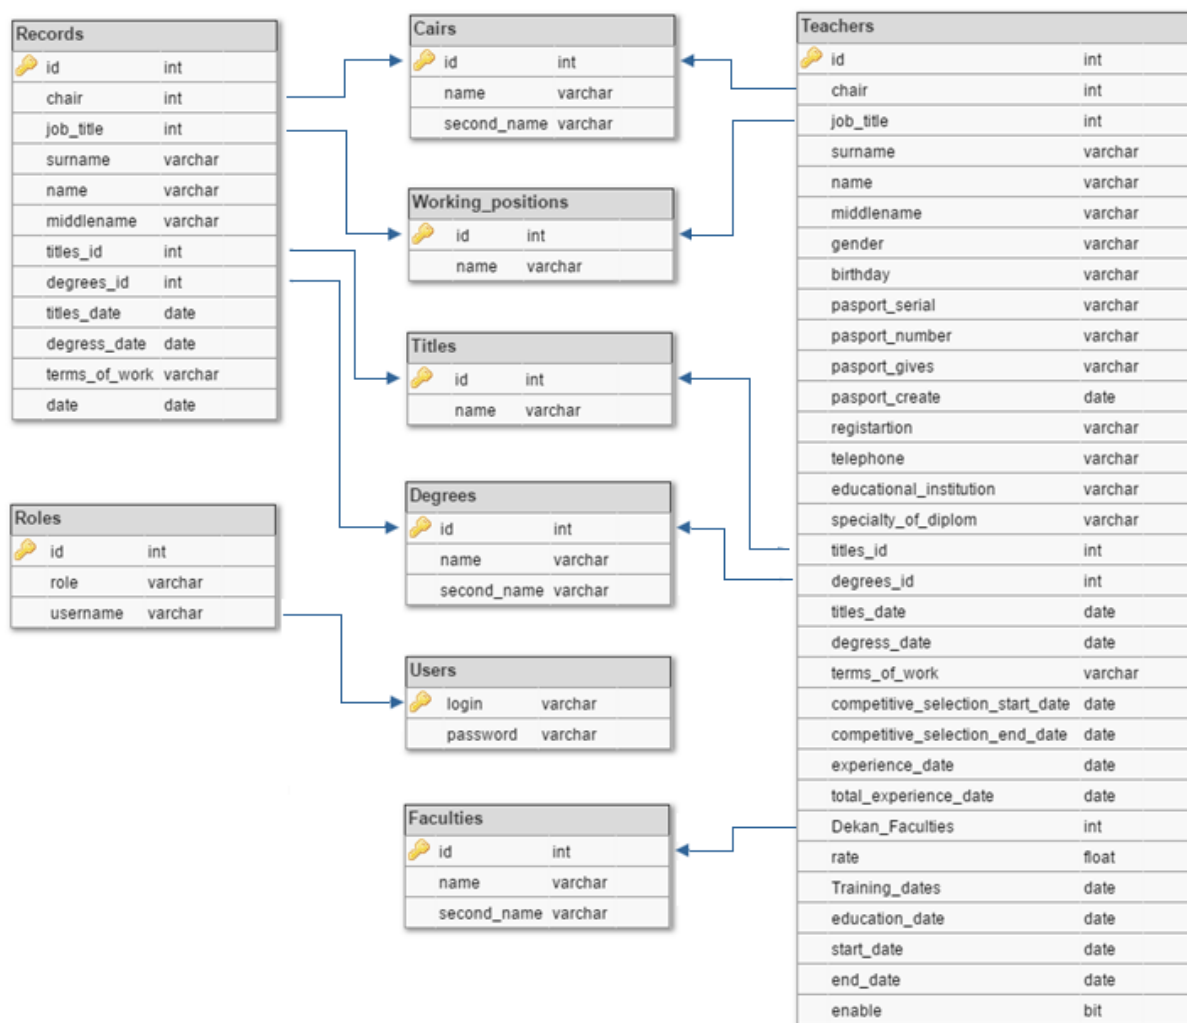 Records
id int
chair int
job_title int
surname varchar
name varchar
middlename varchar
titles_id int
degrees_id int
titles_date date
degress_date date
terms_of_work varchar
date date
Roles
id int
role varchar
username varchar
Cairs
id int
name varchar
second_name varchar
Working_positions
id int
name varchar
Titles
id int
name varchar
Degrees
id int
name varchar
second_name varchar
Users
login varchar
password varchar
Faculties
id int
name varchar
second_name varchar
Teachers
id int
chair int
job_title int
surname varchar
name varchar
middlename varchar
gender varchar
birthday varchar
pasport_serial varchar
pasport_number varchar
pasport_gives varchar
pasport_create date
registartion varchar
telephone varchar
educational_institution varchar
specialty_of_diplom varchar
titles_id int
degrees_id int
titles_date date
degress_date date
terms_of_work varchar
competitive_selection_start_date date
competitive_selection_end_date date
experience_date date
total_experience_date date
Dekan_Faculties int
rate float
Training_dates date
education_date date
start_date date
end_date date
enable bit